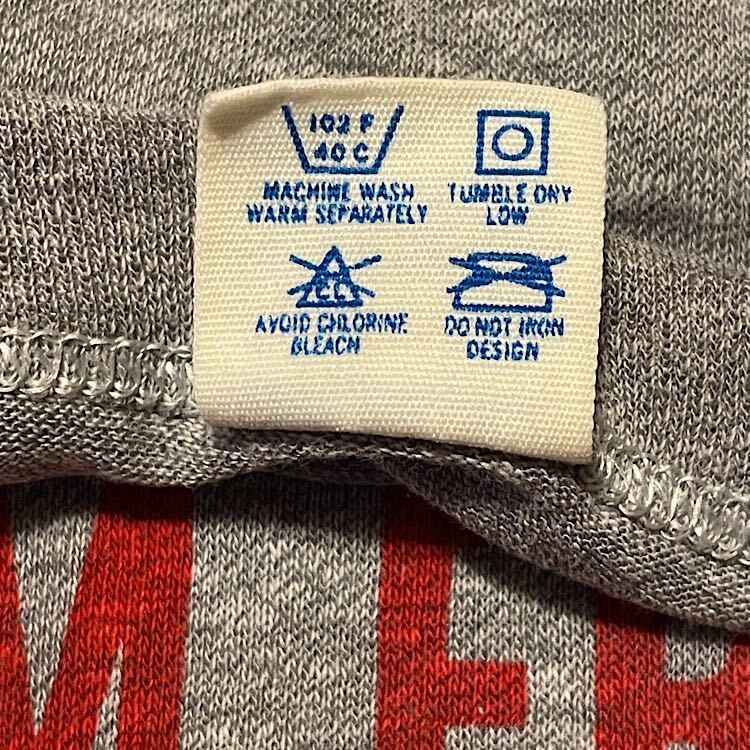 102 F
40 C
MACHINE WASH
WARM SEPARATELY
TUMBLE DRY
LOW
CL
AVOID CHLORINE
BLEACH
DO NOT IRON
DESIGN
M E